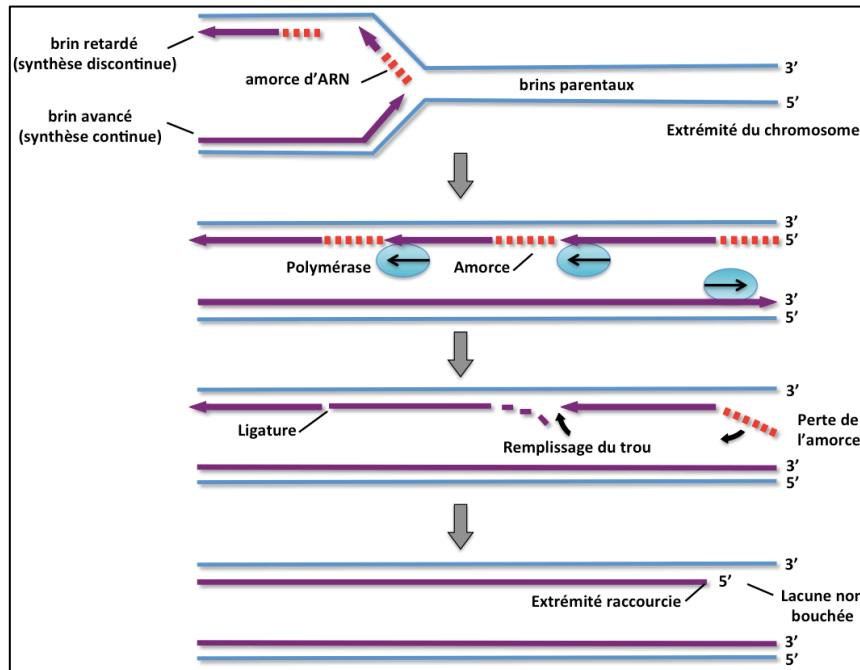 brin retardé
(synthèse discontinue)
amorce d'ARN
brins parentaux
3'
5'
brin avancé
(synthèse continue)
Extrémité du chromosome
3'
5'
Polymérase
Amorce
3'
5'
3'
Ligature
Remplissage du trou
Perte de
l'amorce
3'
5'
3'
Extrémité raccourcie
5'
Lacune non
bouchée
3'
5'